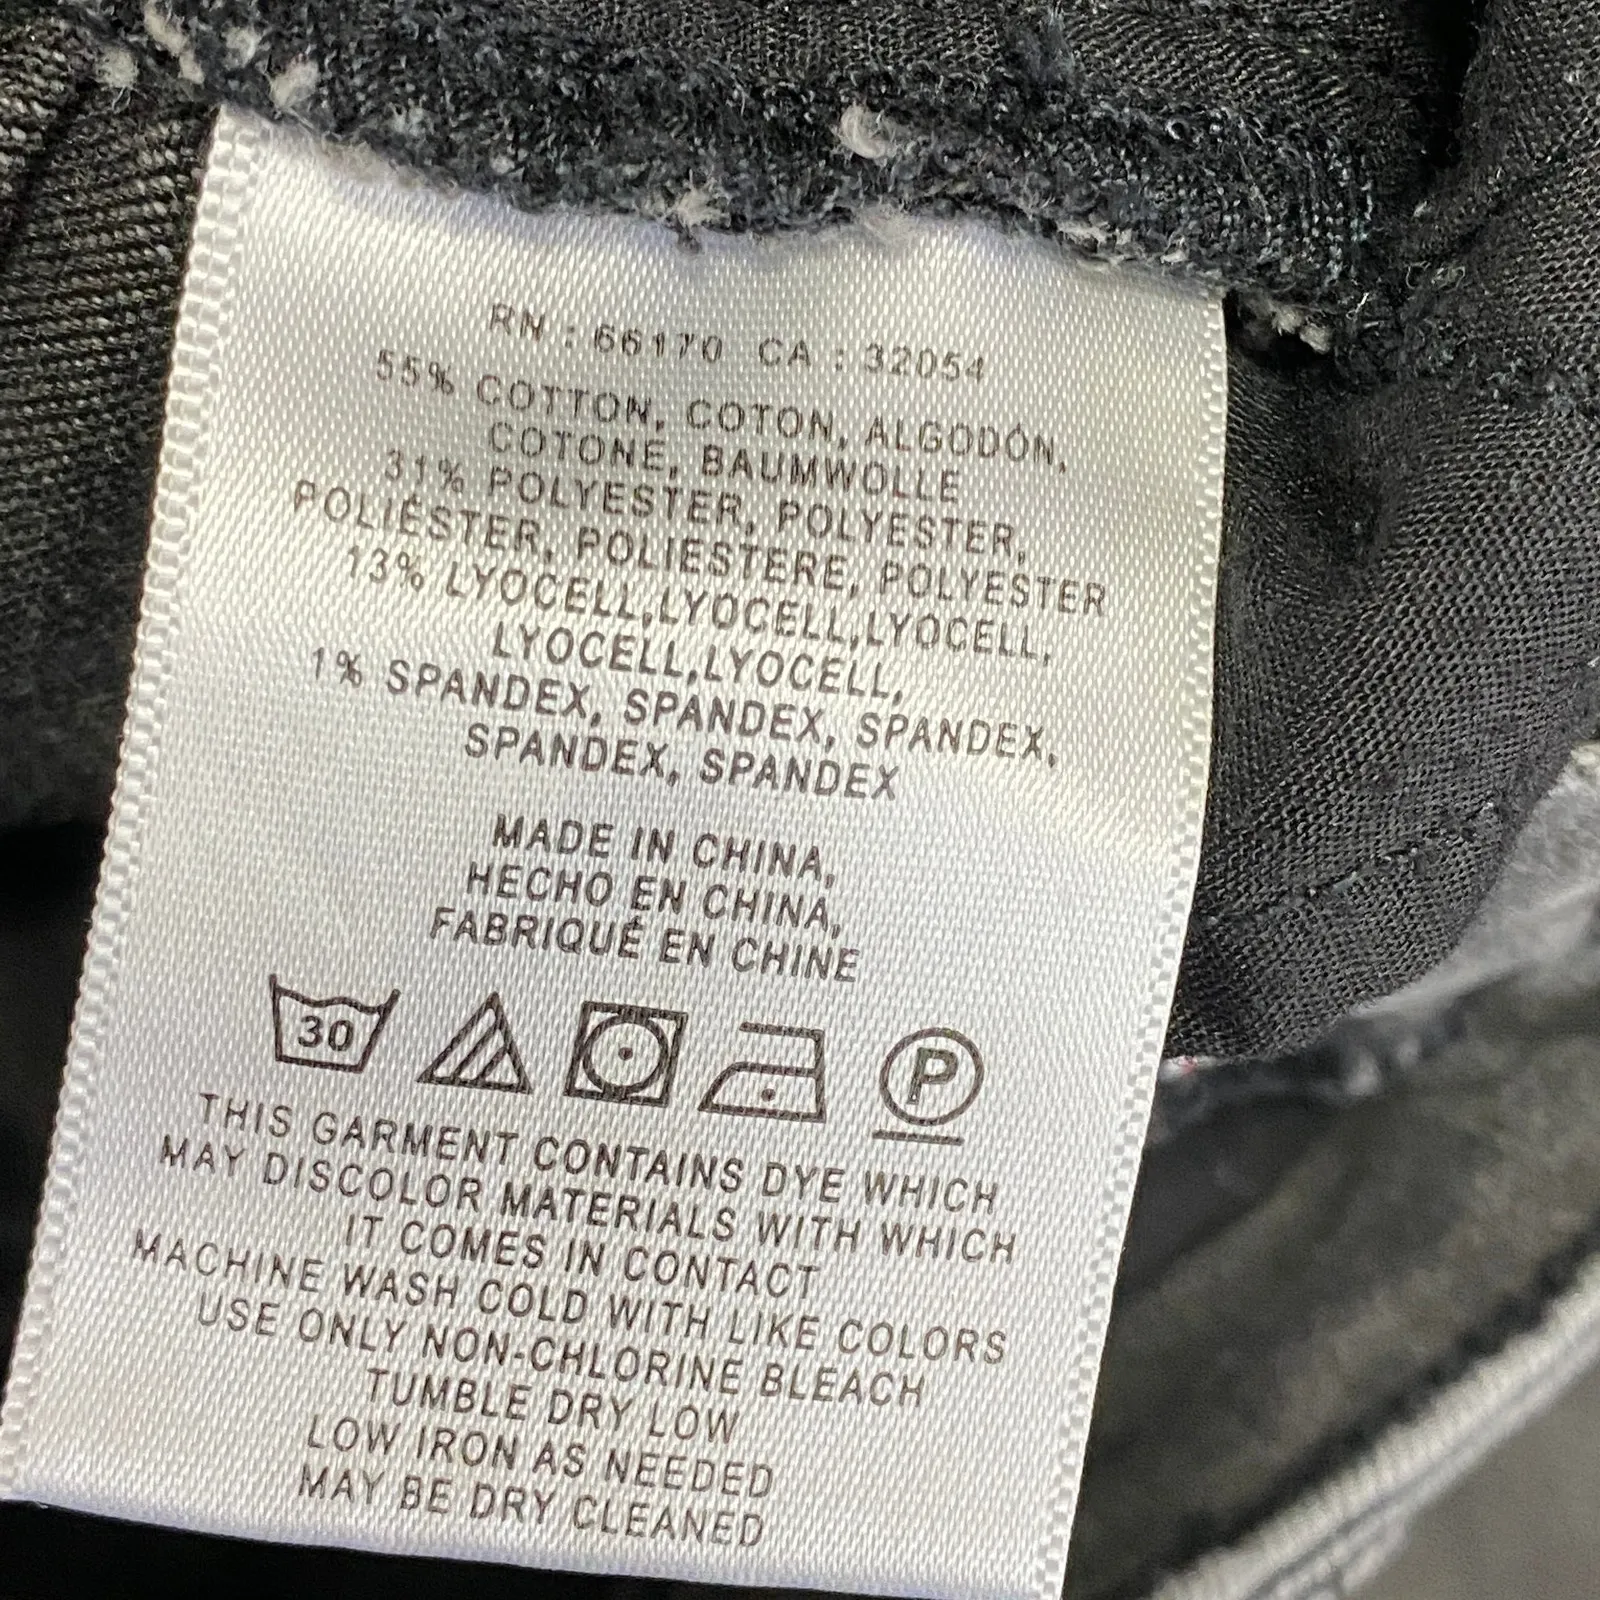 RN : 66170 CA : 32054
55% COTTON, COTON, ALGODÓN,
COTONE, BAUMWOLLE
31% POLYESTER, POLYESTER,
POLIÉSTER, POLIESTERE, POLYESTER
13% LYOCELL,LYOCELL,LYOCELL,
LYOCELL,LYOCELL,
1% SPANDEX, SPANDEX, SPANDEX,
SPANDEX, SPANDEX
MADE IN CHINA,
HECHO EN CHINA,
FABRIQUÉ EN CHINE
30 P
THIS GARMENT CONTAINS DYE WHICH
MAY DISCOLOR MATERIALS WITH WHICH
IT COMES IN CONTACT
MACHINE WASH COLD WITH LIKE COLORS
USE ONLY NON-CHLORINE BLEACH
TUMBLE DRY LOW
LOW IRON AS NEEDED
MAY BE DRY CLEANED